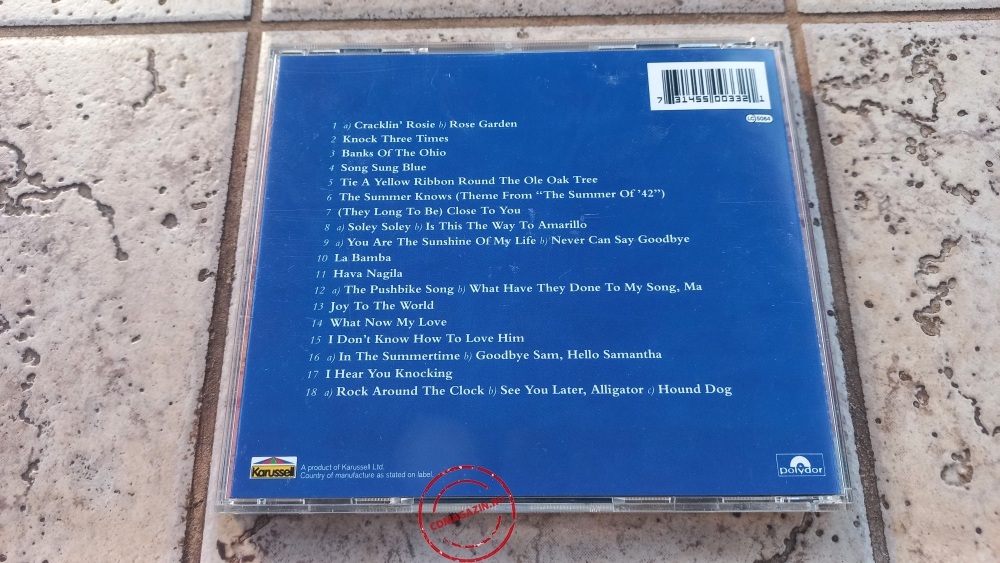 7 31455 00332 1
LC 5064
1 a) Cracklin' Rosie b) Rose Garden
2 Knock Three Times
3 Banks Of The Ohio
4 Song Sung Blue
5 Tie A Yellow Ribbon Round The Ole Oak Tree
6 The Summer Knows (Theme From “The Summer Of '42”)
7 (They Long To Be) Close To You
8 a) Soley Soley b) Is This The Way To Amarillo
9 a) You Are The Sunshine Of My Life b) Never Can Say Goodbye
10 La Bamba
11 Hava Nagila
12 a) The Pushbike Song b) What Have They Done To My Song, Ma
13 Joy To The World
14 What Now My Love
15 I Don't Know How To Love Him
16 a) In The Summertime b) Goodbye Sam, Hello Samantha
17 I Hear You Knocking
18 a) Rock Around The Clock b) See You Later, Alligator c) Hound Dog
Karussell
A product of Karussell Ltd.
Country of manufacture as stated on label.
polydor